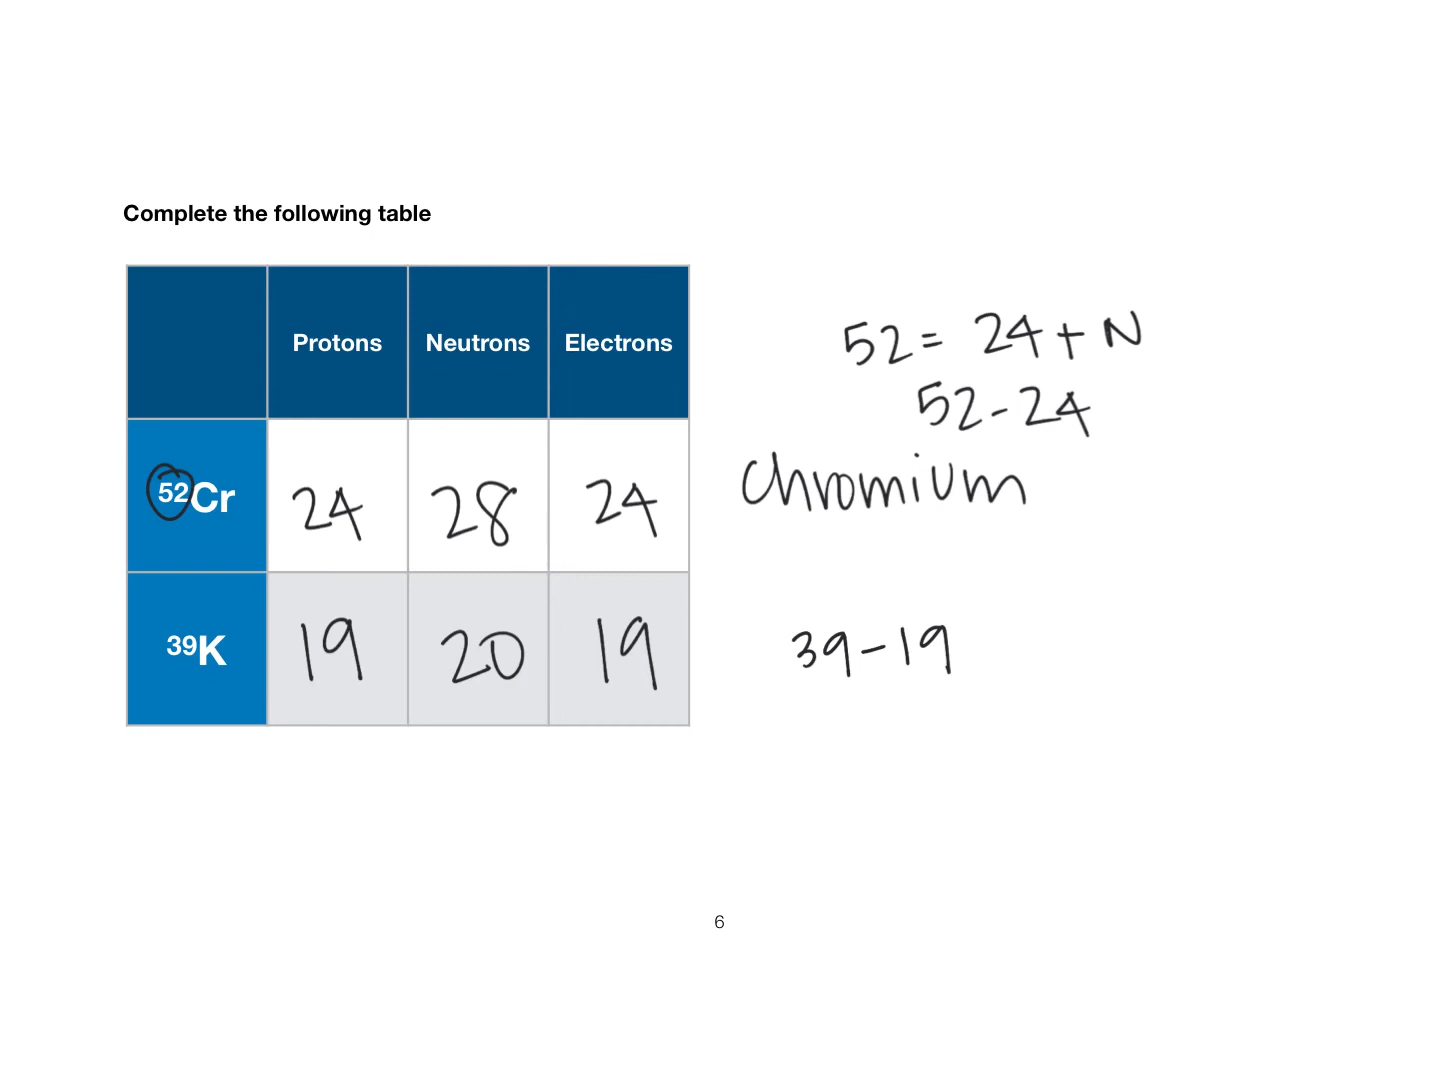 Complete the following table
Protons Neutrons Electrons
52Cr 24 28 24
39K 19 20 19
52 = 24 + N
52 - 24
Chromium
39 - 19
6